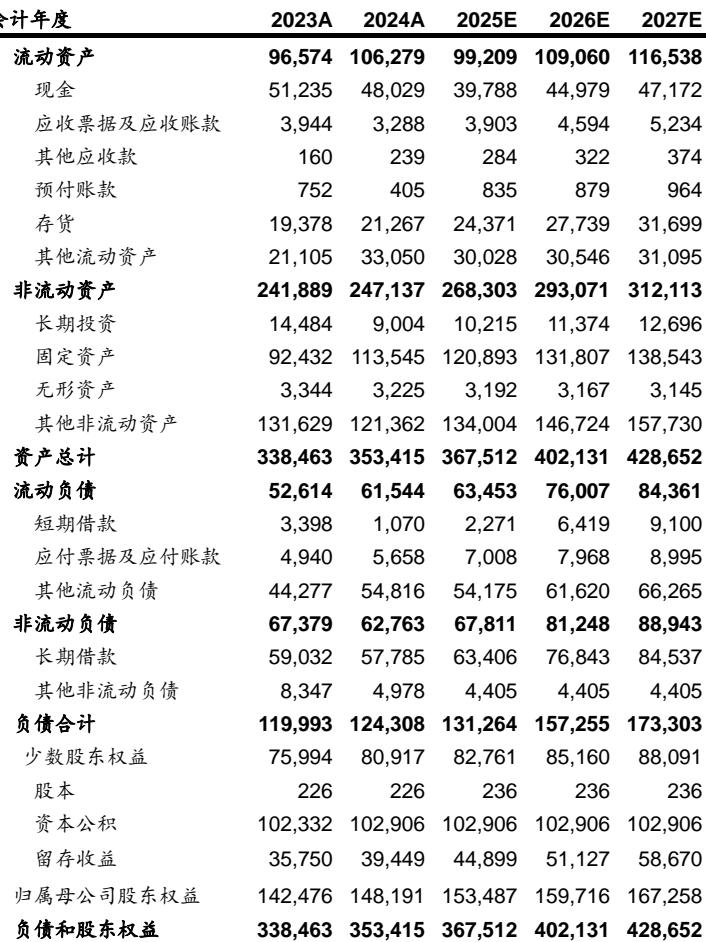 会计年度 2023A 2024A 2025E 2026E 2027E
流动资产 96,574 106,279 99,209 109,060 116,538
现金 51,235 48,029 39,788 44,979 47,172
应收票据及应收账款 3,944 3,288 3,903 4,594 5,234
其他应收款 160 239 284 322 374
预付账款 752 405 835 879 964
存货 19,378 21,267 24,371 27,739 31,699
其他流动资产 21,105 33,050 30,028 30,546 31,095
非流动资产 241,889 247,137 268,303 293,071 312,113
长期投资 14,484 9,004 10,215 11,374 12,696
固定资产 92,432 113,545 120,893 131,807 138,543
无形资产 3,344 3,225 3,192 3,167 3,145
其他非流动资产 131,629 121,362 134,004 146,724 157,730
资产总计 338,463 353,415 367,512 402,131 428,652
流动负债 52,614 61,544 63,453 76,007 84,361
短期借款 3,398 1,070 2,271 6,419 9,100
应付票据及应付账款 4,940 5,658 7,008 7,968 8,995
其他流动负债 44,277 54,816 54,175 61,620 66,265
非流动负债 67,379 62,763 67,811 81,248 88,943
长期借款 59,032 57,785 63,406 76,843 84,537
其他非流动负债 8,347 4,978 4,405 4,405 4,405
负债合计 119,993 124,308 131,264 157,255 173,303
少数股东权益 75,994 80,917 82,761 85,160 88,091
股本 226 226 236 236 236
资本公积 102,332 102,906 102,906 102,906 102,906
留存收益 35,750 39,449 44,899 51,127 58,670
归属母公司股东权益 142,476 148,191 153,487 159,716 167,258
负债和股东权益 338,463 353,415 367,512 402,131 428,652